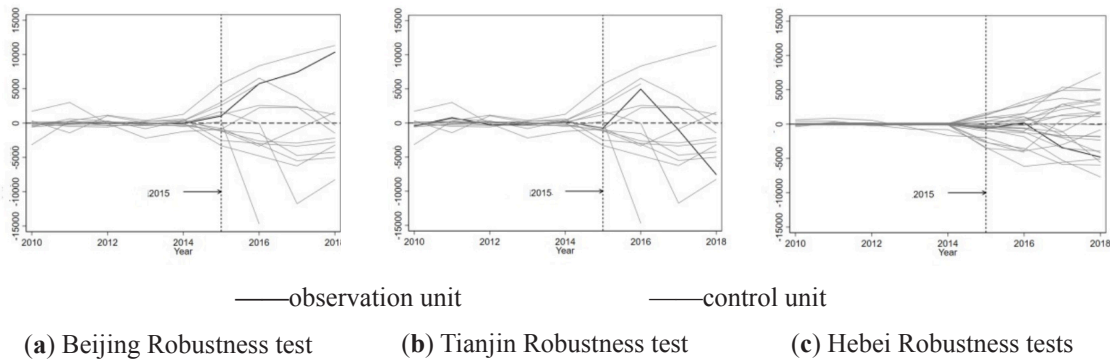 -15000 -10000 -5000 0 5000 10000 15000
2015
2010 2012 2014 2016 2018
Year
-15000 -10000 -5000 0 5000 10000 15000
2015
2010 2012 2014 2016 2018
Year
-15000 -10000 -5000 0 5000 10000 15000
2015
2010 2012 2014 2016 2018
Year
observation unit control unit
(a) Beijing Robustness test (b) Tianjin Robustness test (c) Hebei Robustness tests